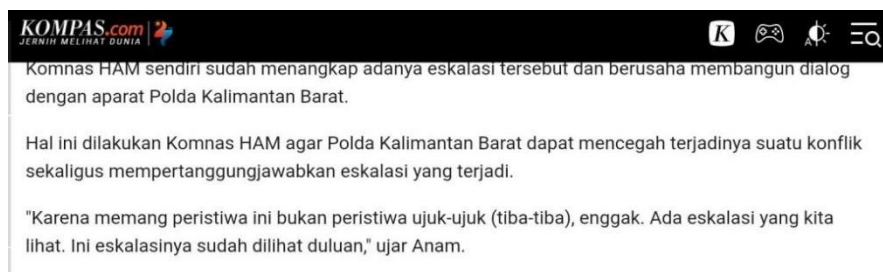 KOMPAS.com
JERNIH MELIHAT DUNIA
K
A
Komnas HAM sendiri sudah menangkap adanya eskalasi tersebut dan berusaha membangun dialog
dengan aparat Polda Kalimantan Barat.
Hal ini dilakukan Komnas HAM agar Polda Kalimantan Barat dapat mencegah terjadinya suatu konflik
sekaligus mempertanggungjawabkan eskalasi yang terjadi.
"Karena memang peristiwa ini bukan peristiwa ujuk-ujuk (tiba-tiba), enggak. Ada eskalasi yang kita
lihat. Ini eskalasinya sudah dilihat duluan," ujar Anam.